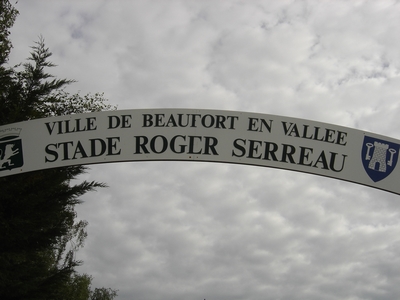 VILLE DE BEAUFORT EN VALLEE
STADE ROGER SERREAU